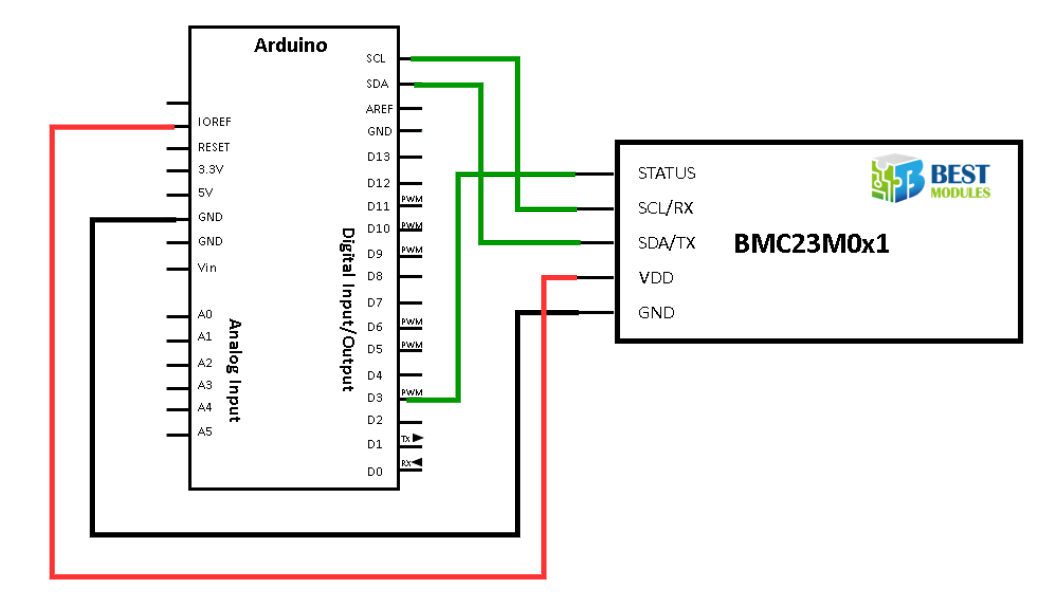 Arduino
SCL
SDA
AREF
GND
D13
D12
D11 PWM
D10 PWM
D9 PWM
D8
D7
D6 PWM
D5 PWM
D4
D3 PWM
D2
D1 Tx
D0 RX
IOREF
RESET
3.3V
5V
GND
GND
Vin
A0
A1
A2
A3
A4
A5
Analog Input
Digital Input/Output
STATUS
SCL/RX
SDA/TX
VDD
GND
BEST
MODULES
BMC23M0x1